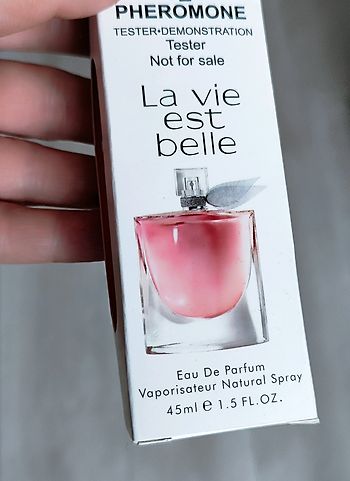 PHEROMONE
TESTER•DEMONSTRATION
Tester
Not for sale
La vie
est
belle
Eau De Parfum
Vaporisateur Natural Spray
45ml ℮ 1.5 FL.OZ.